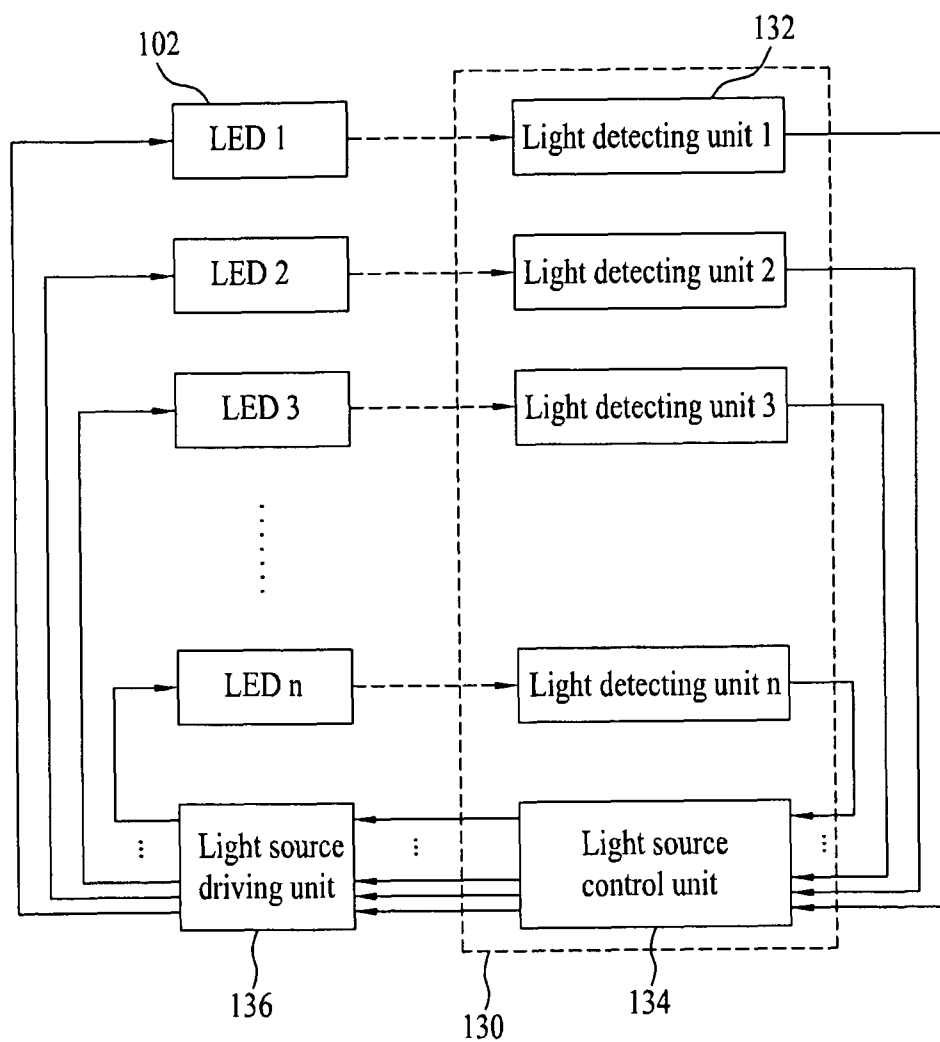 102
132
LED 1
Light detecting unit 1
LED 2
Light detecting unit 2
LED 3
Light detecting unit 3
LED n
Light detecting unit n
Light source
driving unit
Light source
control unit
136
130
134